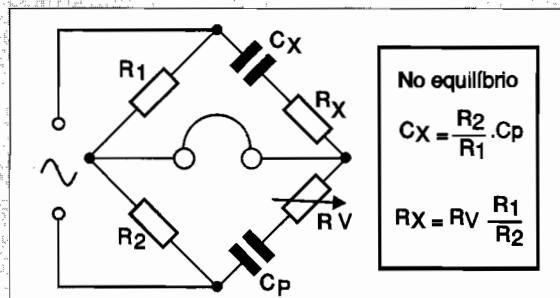 CX
R1
RX
R2
RV
CP
No equilíbrio
CX = R2/R1 . Cp
RX = RV R1/R2